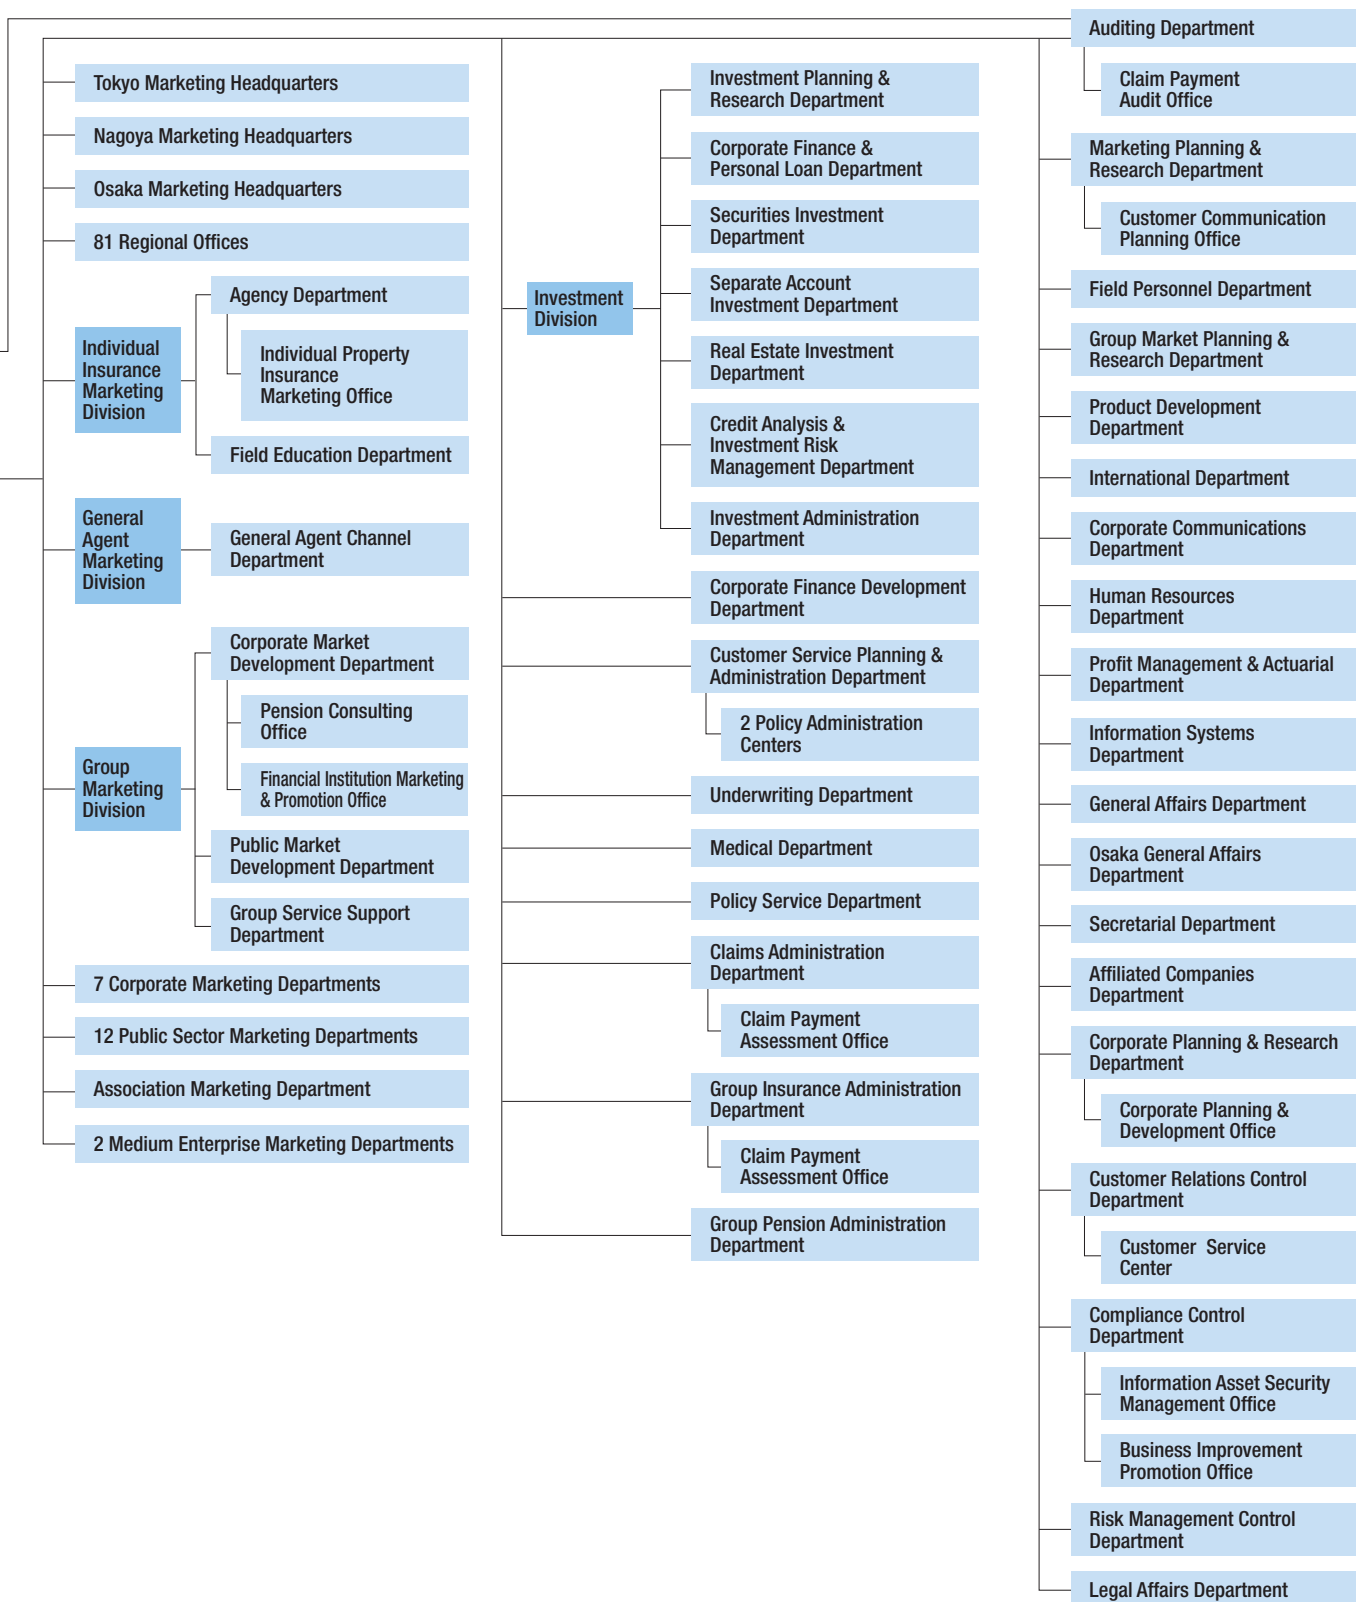 Tokyo Marketing Headquarters
Nagoya Marketing Headquarters
Osaka Marketing Headquarters
81 Regional Offices
Individual
Insurance
Marketing
Division
Agency Department
Individual Property
Insurance
Marketing Office
Field Education Department
General
Agent
Marketing
Division
General Agent Channel
Department
Group
Marketing
Division
Corporate Market
Development Department
Pension Consulting
Office
Financial Institution Marketing
& Promotion Office
Public Market
Development Department
Group Service Support
Department
7 Corporate Marketing Departments
12 Public Sector Marketing Departments
Association Marketing Department
2 Medium Enterprise Marketing Departments
Investment
Division
Investment Planning &
Research Department
Corporate Finance &
Personal Loan Department
Securities Investment
Department
Separate Account
Investment Department
Real Estate Investment
Department
Credit Analysis &
Investment Risk
Management Department
Investment Administration
Department
Corporate Finance Development
Department
Customer Service Planning &
Administration Department
2 Policy Administration
Centers
Underwriting Department
Medical Department
Policy Service Department
Claims Administration
Department
Claim Payment
Assessment Office
Group Insurance Administration
Department
Claim Payment
Assessment Office
Group Pension Administration
Department
Auditing Department
Claim Payment
Audit Office
Marketing Planning &
Research Department
Customer Communication
Planning Office
Field Personnel Department
Group Market Planning &
Research Department
Product Development
Department
International Department
Corporate Communications
Department
Human Resources
Department
Profit Management & Actuarial
Department
Information Systems
Department
General Affairs Department
Osaka General Affairs
Department
Secretarial Department
Affiliated Companies
Department
Corporate Planning & Research
Department
Corporate Planning &
Development Office
Customer Relations Control
Department
Customer Service
Center
Compliance Control
Department
Information Asset Security
Management Office
Business Improvement
Promotion Office
Risk Management Control
Department
Legal Affairs Department